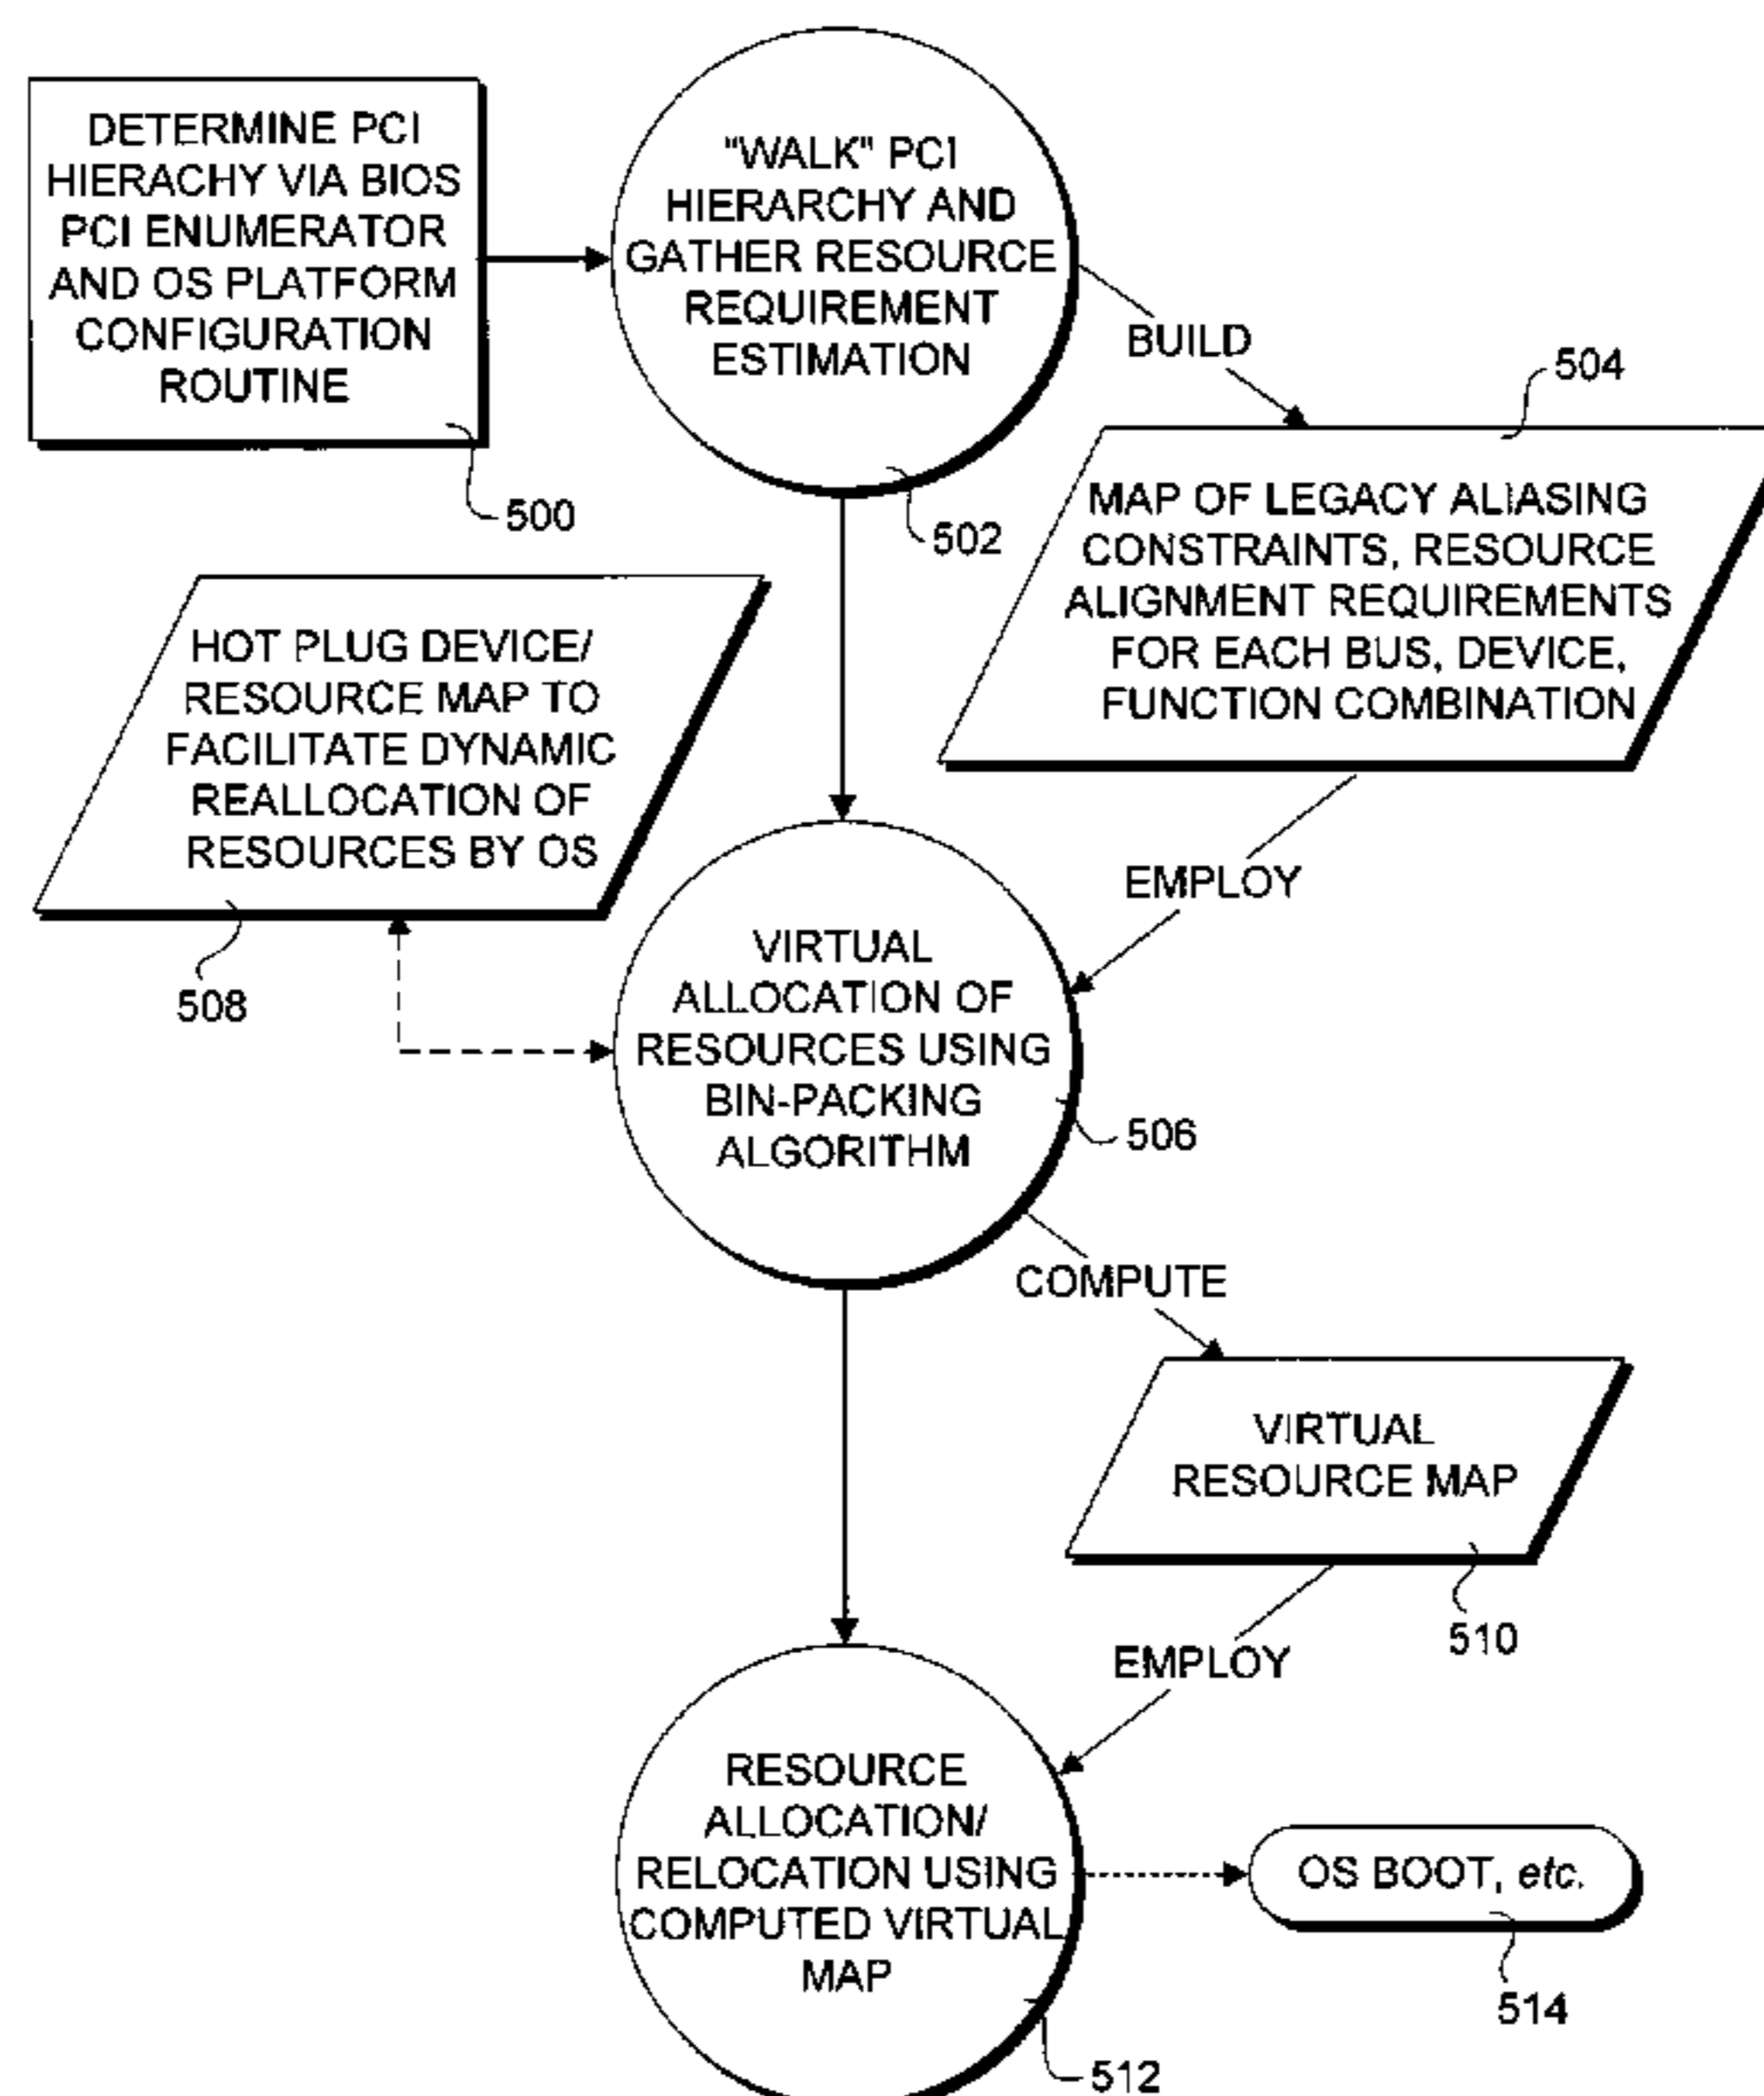 DETERMINE PCI
HIERACHY VIA BIOS
PCI ENUMERATOR
AND OS PLATFORM
CONFIGURATION
ROUTINE
500
"WALK" PCI
HIERARCHY AND
GATHER RESOURCE
REQUIREMENT
ESTIMATION
502
BUILD
504
MAP OF LEGACY ALIASING
CONSTRAINTS, RESOURCE
ALIGNMENT REQUIREMENTS
FOR EACH BUS, DEVICE,
FUNCTION COMBINATION
HOT PLUG DEVICE/
RESOURCE MAP TO
FACILITATE DYNAMIC
REALLOCATION OF
RESOURCES BY OS
508
EMPLOY
VIRTUAL
ALLOCATION OF
RESOURCES USING
BIN-PACKING
ALGORITHM
506
COMPUTE
VIRTUAL
RESOURCE MAP
510
EMPLOY
RESOURCE
ALLOCATION/
RELOCATION USING
COMPUTED VIRTUAL
MAP
512
OS BOOT, etc.
514